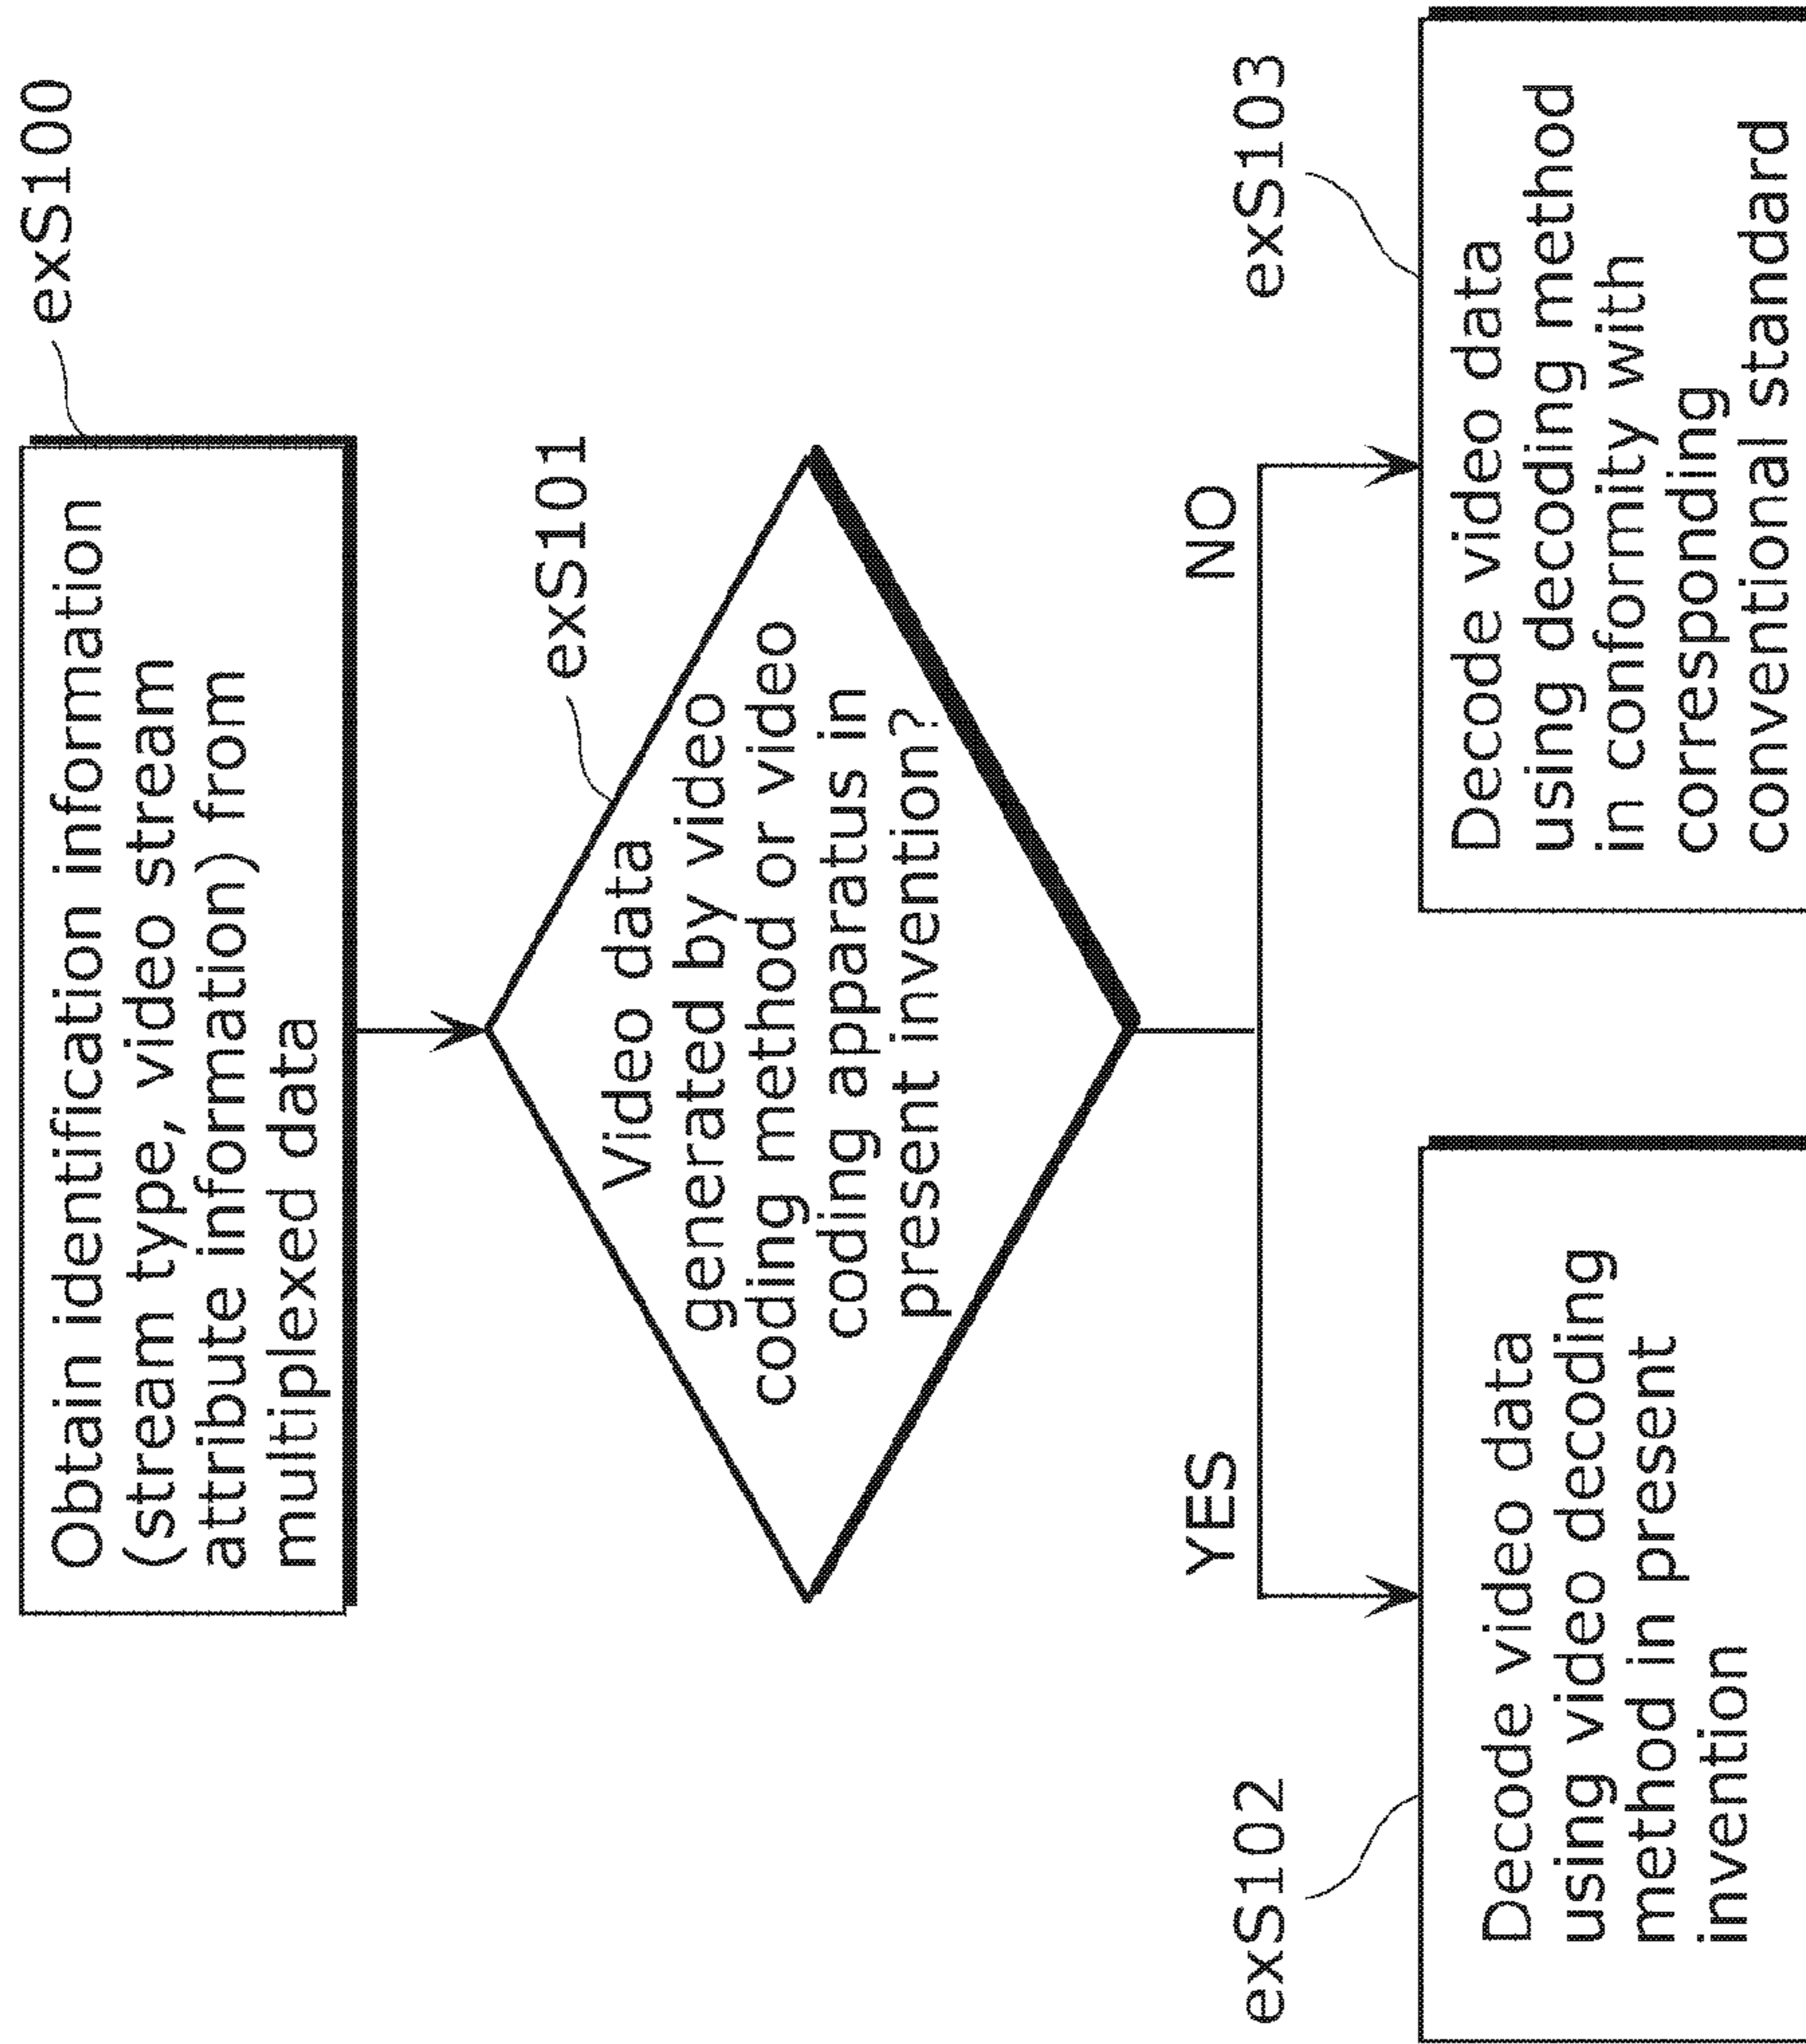 exS100
Obtain identification information
(stream type, video stream
attribute information) from
multiplexed data
exS101
Video data
generated by video
coding method or video
coding apparatus in
present invention?
YES
NO
exS102
Decode video data
using video decoding
method in present
invention
exS103
Decode video data
using decoding method
in conformity with
corresponding
conventional standard